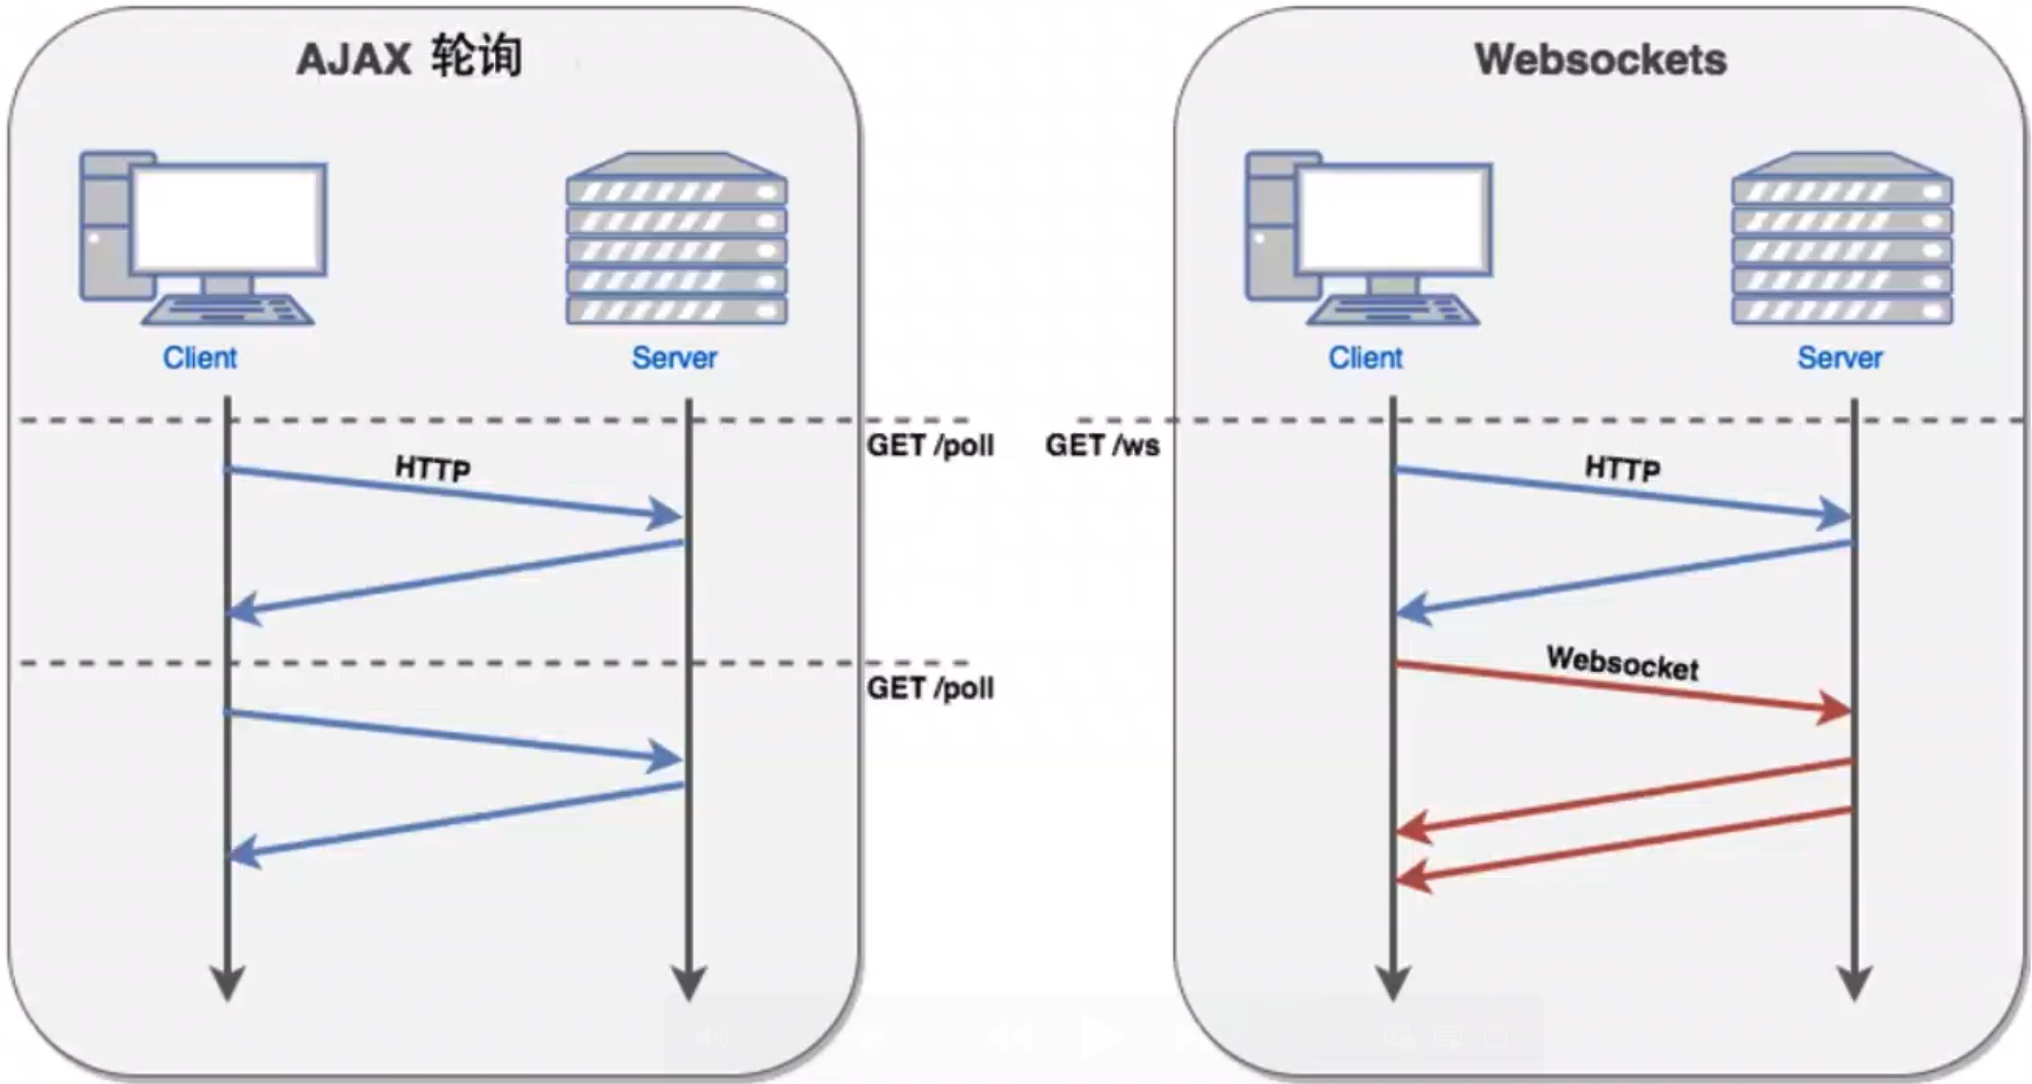 AJAX 轮询
Client
Server
GET /poll
HTTP
GET /poll
Websockets
Client
Server
GET /ws
HTTP
Websocket